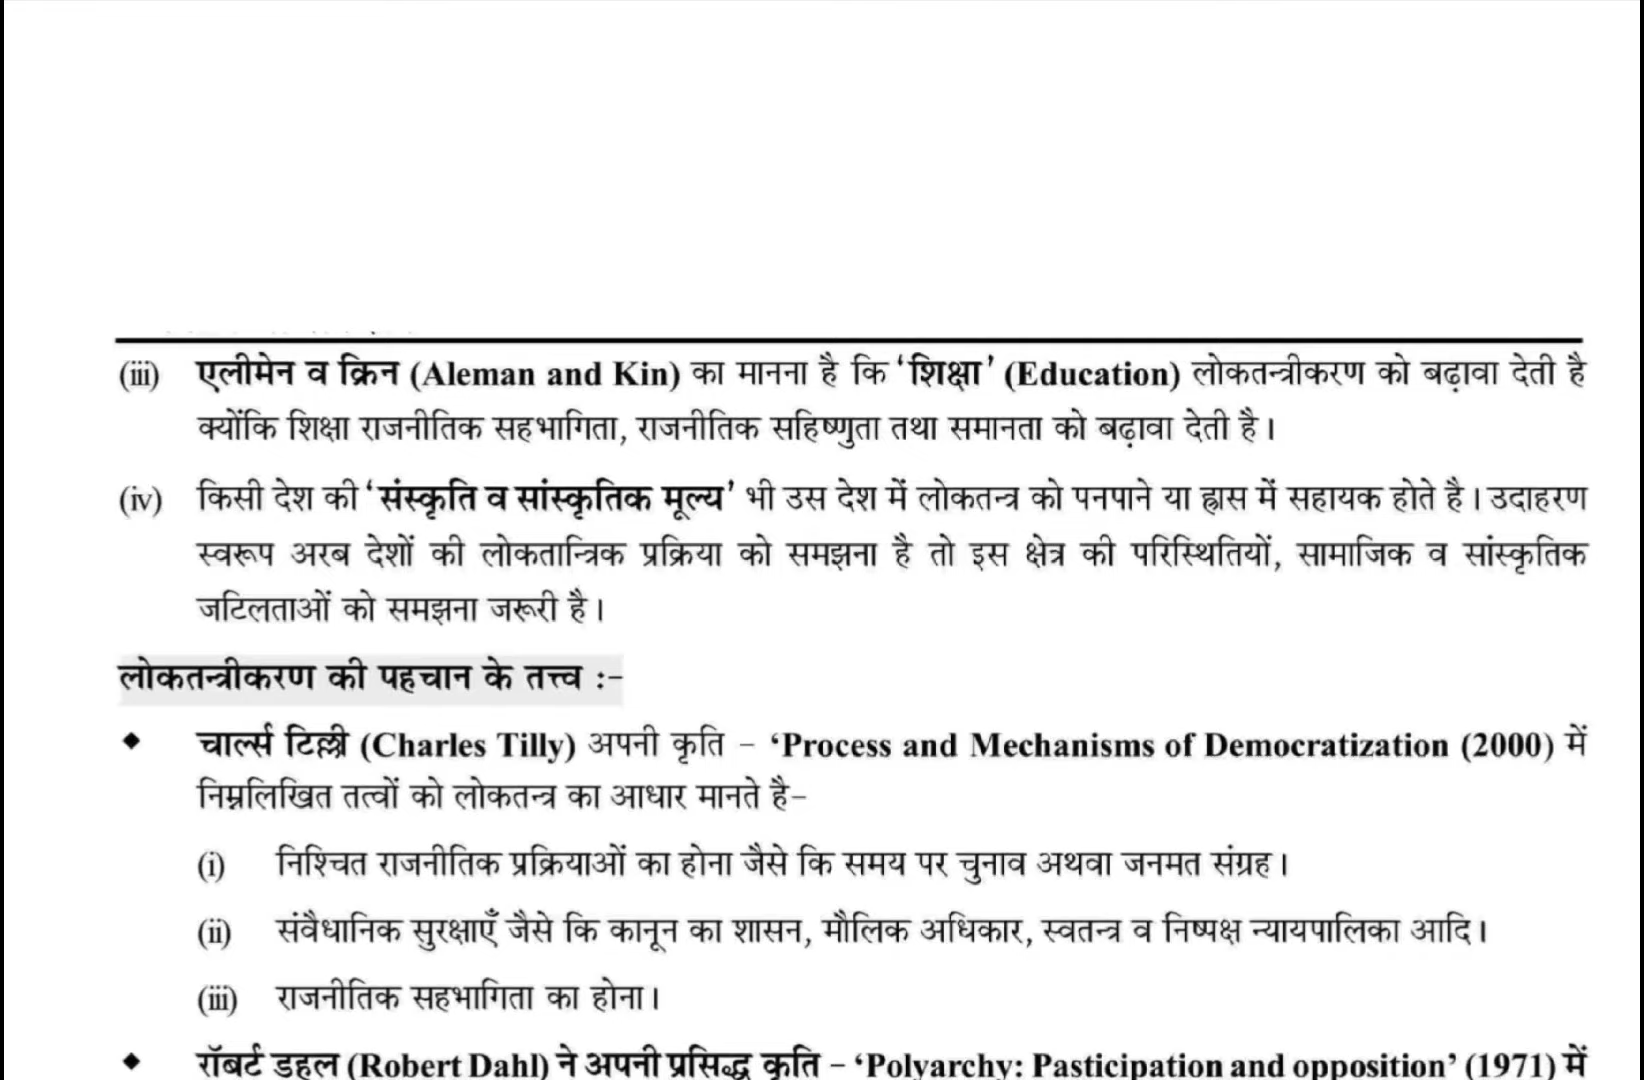 (iii) एलीमेन व क्रिन (Aleman and Kin) का मानना है कि ‘शिक्षा’ (Education) लोकतन्त्रीकरण को बढ़ावा देती है
क्योंकि शिक्षा राजनीतिक सहभागिता, राजनीतिक सहिष्णुता तथा समानता को बढ़ावा देती है।
(iv) किसी देश की ‘संस्कृति व सांस्कृतिक मूल्य’ भी उस देश में लोकतन्त्र को पनपाने या ह्रास में सहायक होते है। उदाहरण
स्वरूप अरब देशों की लोकतान्त्रिक प्रक्रिया को समझना है तो इस क्षेत्र की परिस्थितियों, सामाजिक व सांस्कृतिक
जटिलताओं को समझना जरूरी है।
लोकतन्त्रीकरण की पहचान के तत्त्व :–
◆ चार्ल्स टिल्ली (Charles Tilly) अपनी कृति – ‘Process and Mechanisms of Democratization (2000) में
निम्नलिखित तत्वों को लोकतन्त्र का आधार मानते है–
(i) निश्चित राजनीतिक प्रक्रियाओं का होना जैसे कि समय पर चुनाव अथवा जनमत संग्रह।
(ii) संवैधानिक सुरक्षाएँ जैसे कि कानून का शासन, मौलिक अधिकार, स्वतन्त्र व निष्पक्ष न्यायपालिका आदि।
(iii) राजनीतिक सहभागिता का होना।
◆ रॉबर्ट डहल (Robert Dahl) ने अपनी प्रसिद्ध कृति – ‘Polyarchy: Pasticipation and opposition’ (1971) में